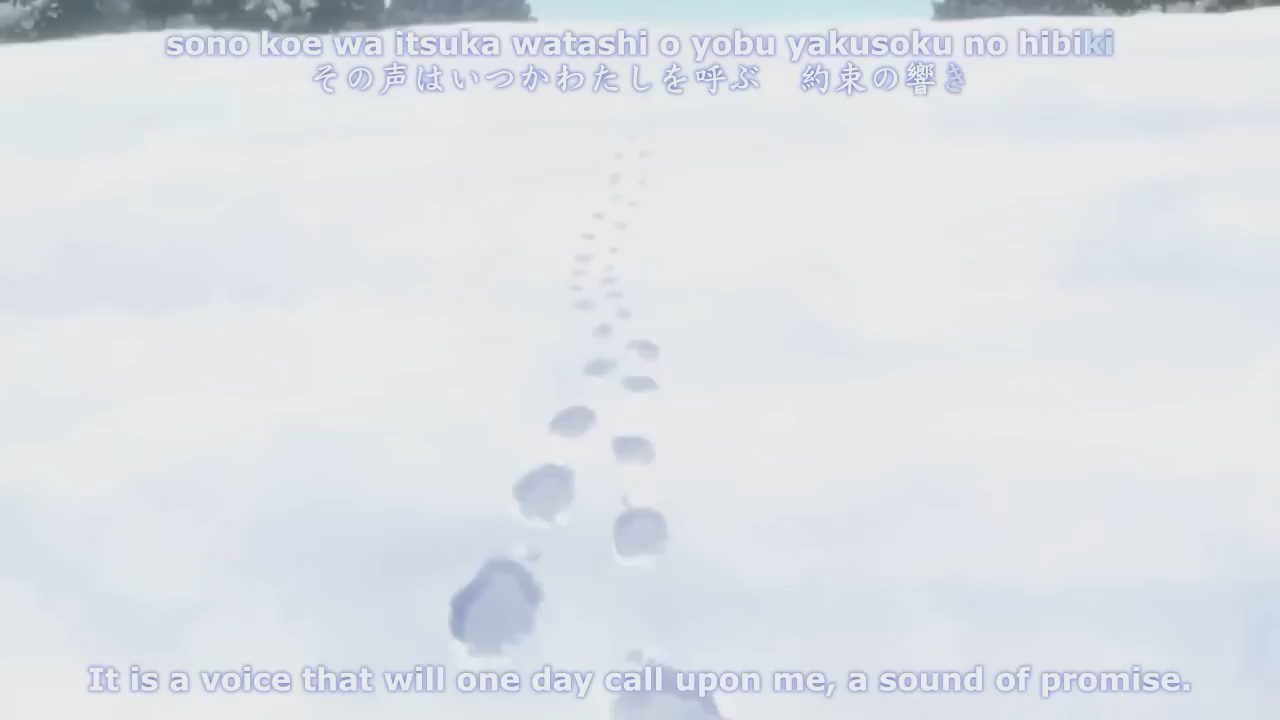 sono koe wa itsuka watashi o yobu yakusoku no hibiki
その声はいつかわたしを呼ぶ　約束の響き
It is a voice that will one day call upon me, a sound of promise.